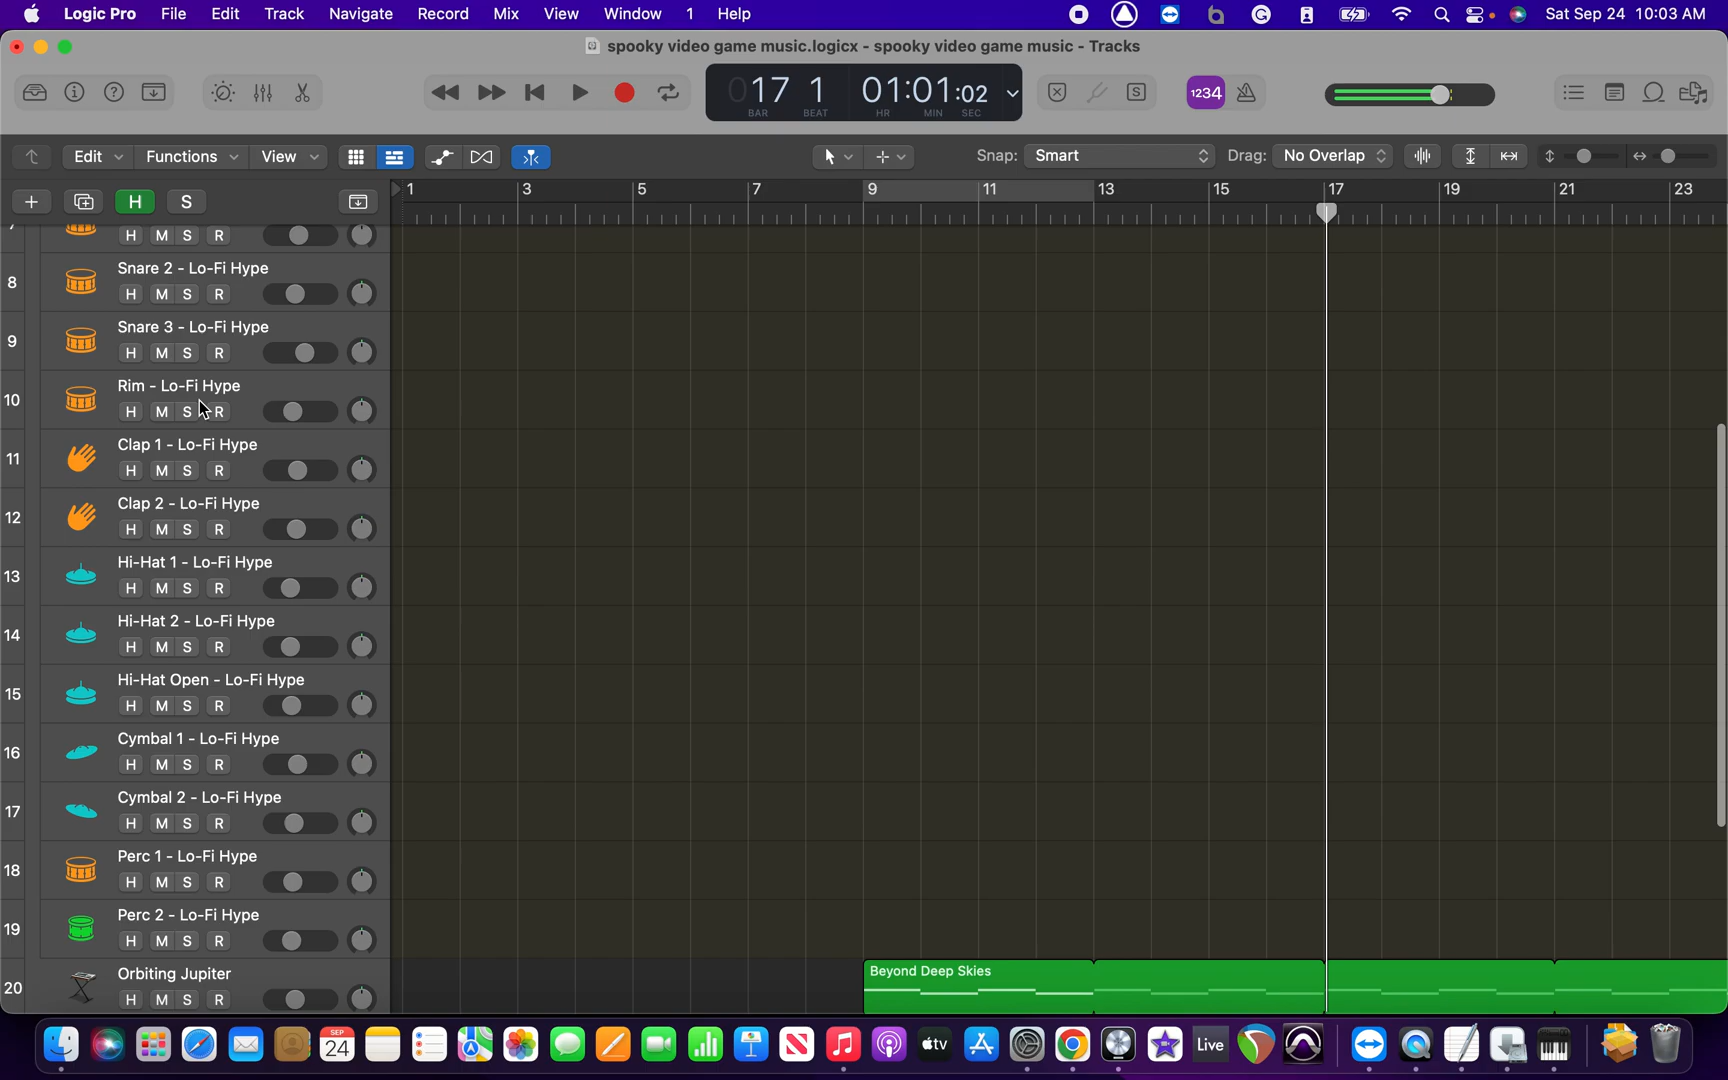 Logic Pro File Edit Track Navigate Record Mix View Window 1 Help Sat Sep 24 10:03 AM
spooky video game music.logicx - spooky video game music - Tracks
17 1 01:01:02
BAR BEAT HR MIN SEC
S 1234
Edit Functions View Snap: Smart Drag: No Overlap
H S 1 3 5 7 9 11 13 15 17 19 21 23
H M S R
8 Snare 2 - Lo-Fi Hype
H M S R
9 Snare 3 - Lo-Fi Hype
H M S R
10 Rim - Lo-Fi Hype
H M S R
11 Clap 1 - Lo-Fi Hype
H M S R
12 Clap 2 - Lo-Fi Hype
H M S R
13 Hi-Hat 1 - Lo-Fi Hype
H M S R
14 Hi-Hat 2 - Lo-Fi Hype
H M S R
15 Hi-Hat Open - Lo-Fi Hype
H M S R
16 Cymbal 1 - Lo-Fi Hype
H M S R
17 Cymbal 2 - Lo-Fi Hype
H M S R
18 Perc 1 - Lo-Fi Hype
H M S R
19 Perc 2 - Lo-Fi Hype
H M S R
20 Orbiting Jupiter
H M S R
Beyond Deep Skies
SEP
24 tv Live